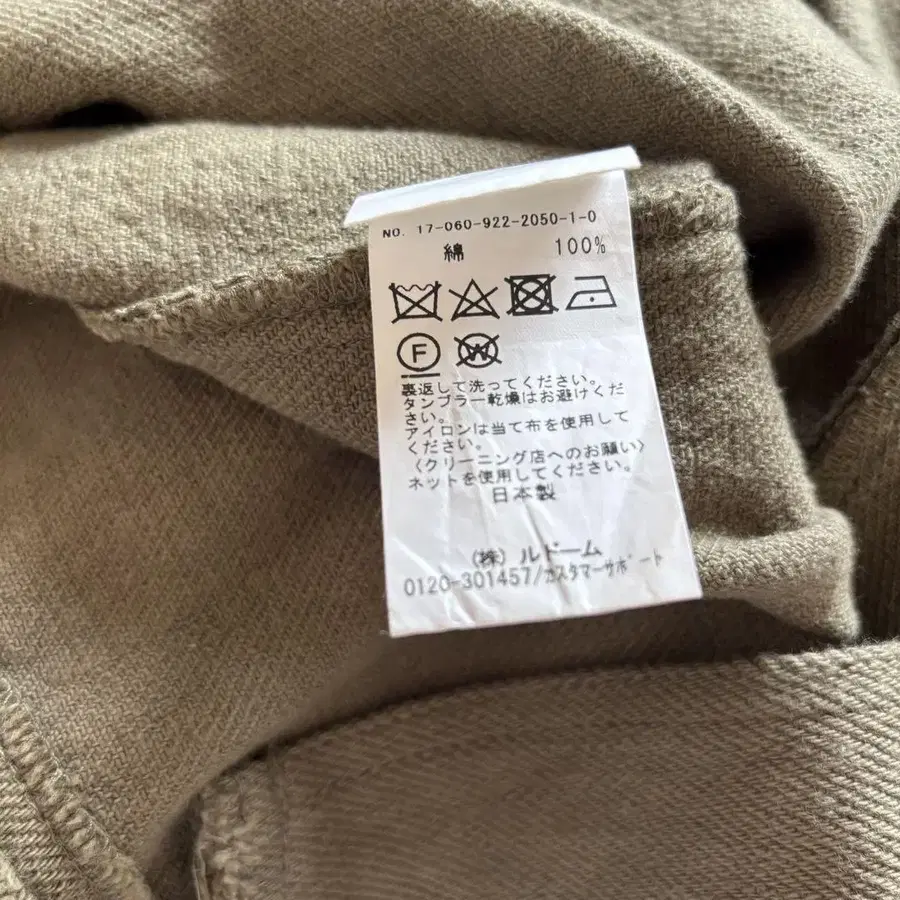 NO. 17-060-922-2050-1-0
綿 100%
F W
裏返して洗ってください。
タンブラー乾燥はお避けくだ
さい。
アイロンは当て布を使用して
ください。
〈クリーニング店へのお願い〉
ネットを使用してください。
日本製
(株) ルドーム
0120-301457/カスタマーサポート